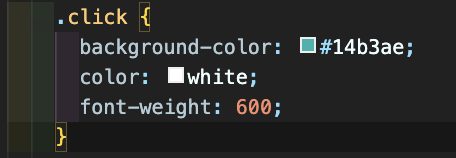 .click {
background-color: #14b3ae;
color: white;
font-weight: 600;
}